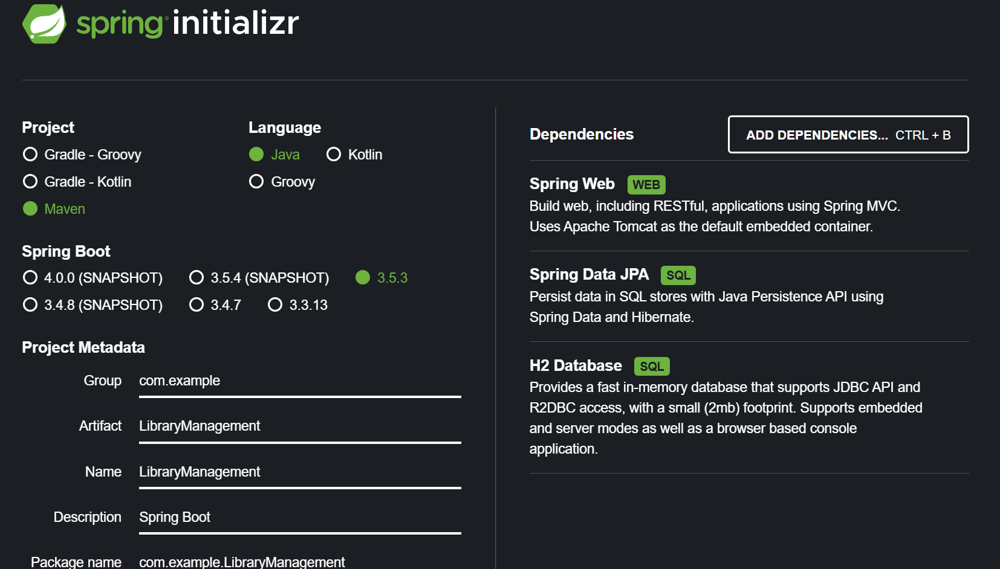 spring initializr
Project
Gradle - Groovy
Gradle - Kotlin
Maven
Language
Java Kotlin
Groovy
Spring Boot
4.0.0 (SNAPSHOT) 3.5.4 (SNAPSHOT) 3.5.3
3.4.8 (SNAPSHOT) 3.4.7 3.3.13
Project Metadata
Group com.example
Artifact LibraryManagement
Name LibraryManagement
Description Spring Boot
Package name com.example.LibraryManagement
Dependencies
ADD DEPENDENCIES... CTRL + B
Spring Web WEB
Build web, including RESTful, applications using Spring MVC.
Uses Apache Tomcat as the default embedded container.
Spring Data JPA SQL
Persist data in SQL stores with Java Persistence API using
Spring Data and Hibernate.
H2 Database SQL
Provides a fast in-memory database that supports JDBC API and
R2DBC access, with a small (2mb) footprint. Supports embedded
and server modes as well as a browser based console
application.